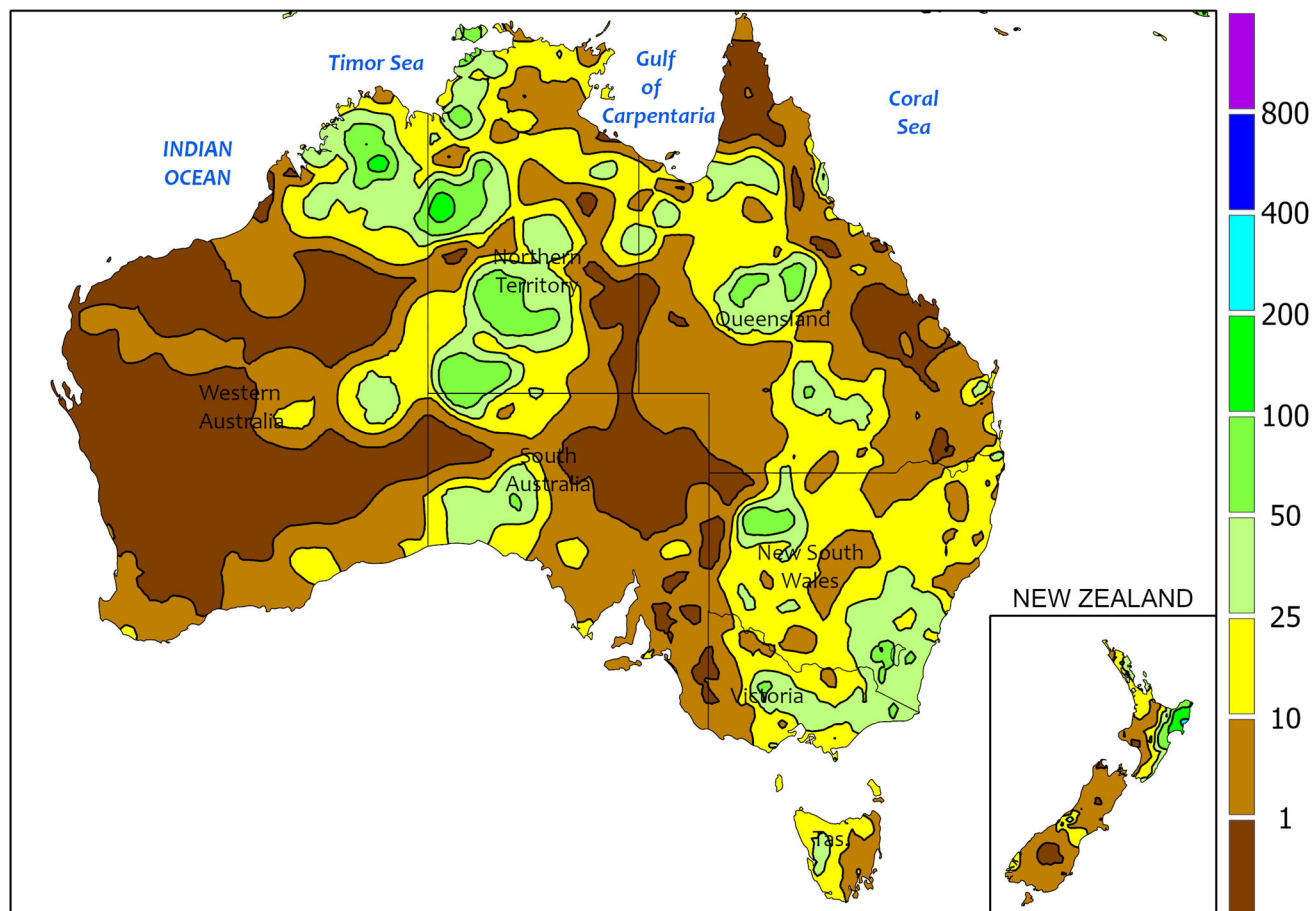 Timor Sea
Gulf
of
Carpentaria
Coral
Sea
INDIAN
OCEAN
Northern
Territory
Queensland
Western
Australia
South
Australia
New South
Wales
Victoria
Tas.
NEW ZEALAND
800
400
200
100
50
25
10
1